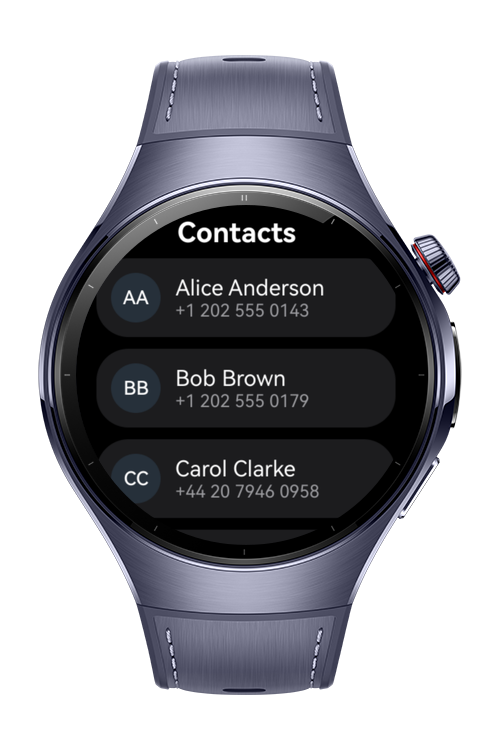 Contacts
AA
Alice Anderson
+1 202 555 0143
BB
Bob Brown
+1 202 555 0179
CC
Carol Clarke
+44 20 7946 0958